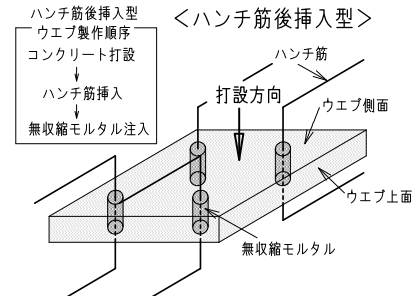 ＜ハンチ筋後挿入型＞
ハンチ筋後挿入型
ウエブ製作順序
コンクリート打設
ハンチ筋挿入
無収縮モルタル注入
ハンチ筋
打設方向
ウエブ側面
ウエブ上面
無収縮モルタル